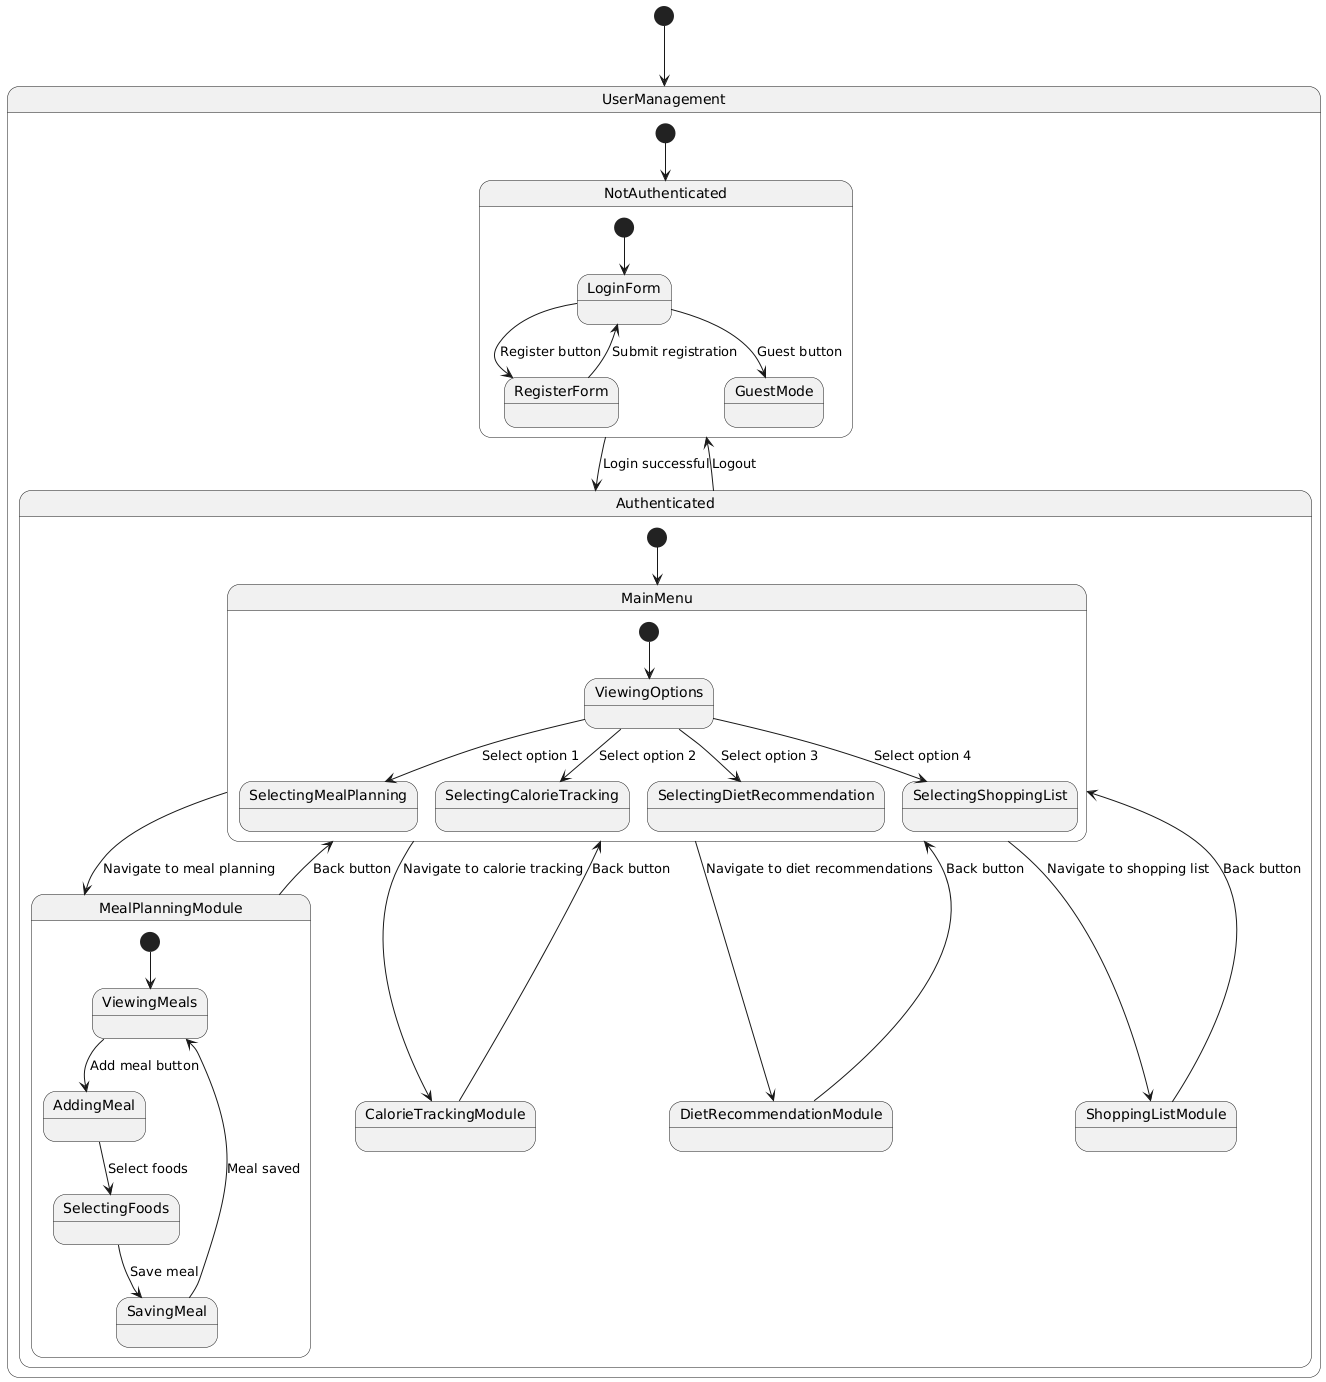 UserManagement
NotAuthenticated
LoginForm
Register button
Submit registration
Guest button
RegisterForm
GuestMode
Login successful
Logout
Authenticated
MainMenu
ViewingOptions
Select option 1
Select option 2
Select option 3
Select option 4
SelectingMealPlanning
SelectingCalorieTracking
SelectingDietRecommendation
SelectingShoppingList
Navigate to meal planning
Back button
Navigate to calorie tracking
Back button
Navigate to diet recommendations
Back button
Navigate to shopping list
Back button
MealPlanningModule
ViewingMeals
Add meal button
AddingMeal
CalorieTrackingModule
DietRecommendationModule
ShoppingListModule
Select foods
Meal saved
SelectingFoods
Save meal
SavingMeal